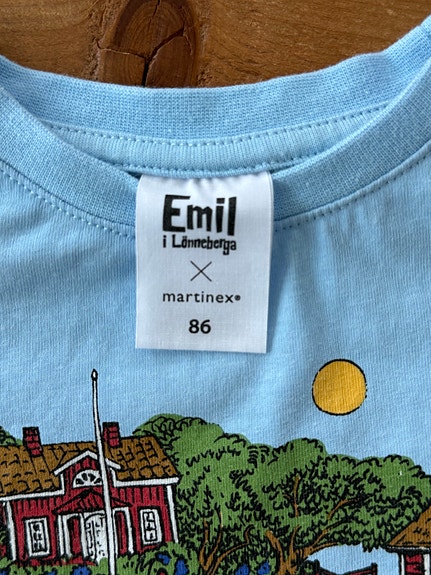 Emil
i Lönneberga
×
martinex®
86